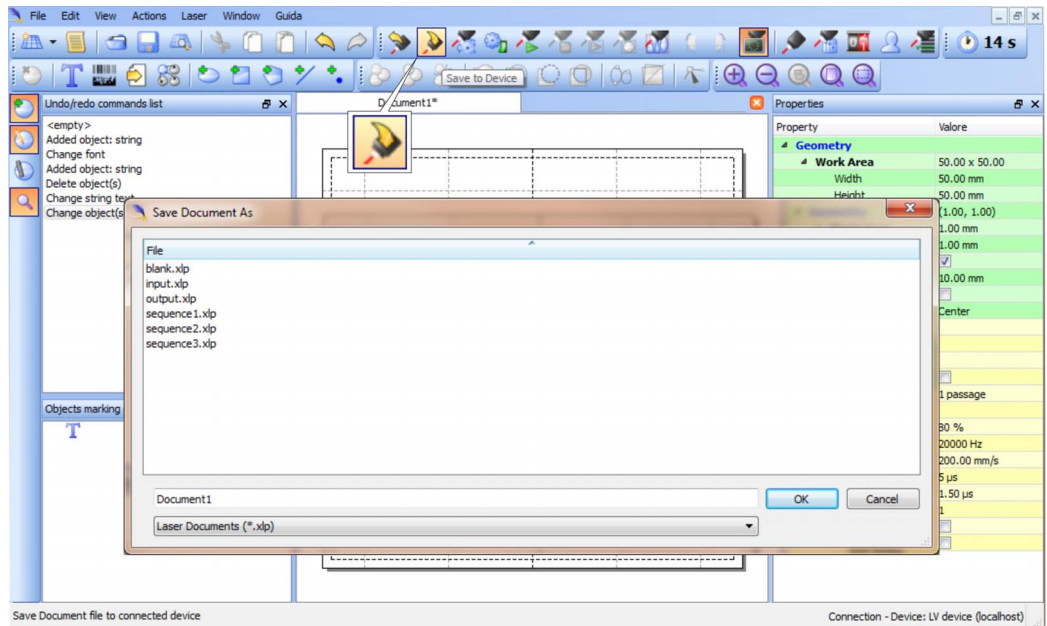 File Edit View Actions Laser Window Guida
14 s
T
Save to Device
Undo/redo commands list
Document1*
Properties
<empty>
Added object: string
Change font
Added object: string
Delete object(s)
Change string text
Change object(s
Property Valore
Geometry
Work Area 50.00 x 50.00
Width 50.00 mm
Height 50.00 mm
(1.00, 1.00)
1.00 mm
1.00 mm
10.00 mm
Center
1 passage
80 %
20000 Hz
200.00 mm/s
5 µs
1.50 µs
1
Save Document As
File
blank.xlp
input.xlp
output.xlp
sequence1.xlp
sequence2.xlp
sequence3.xlp
Objects marking
T
Document1
OK Cancel
Laser Documents (*.xlp)
Save Document file to connected device
Connection - Device: LV device (localhost)